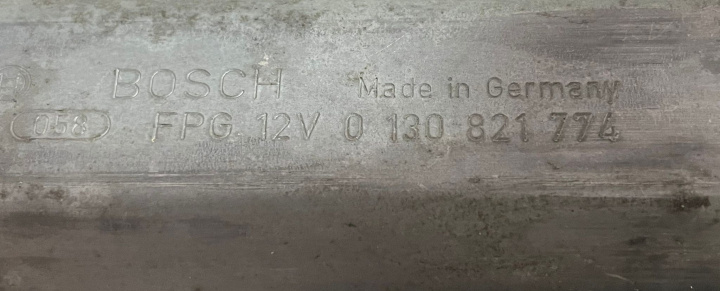 BOSCH Made in Germany
058 FPG 12V 0 130 821 774